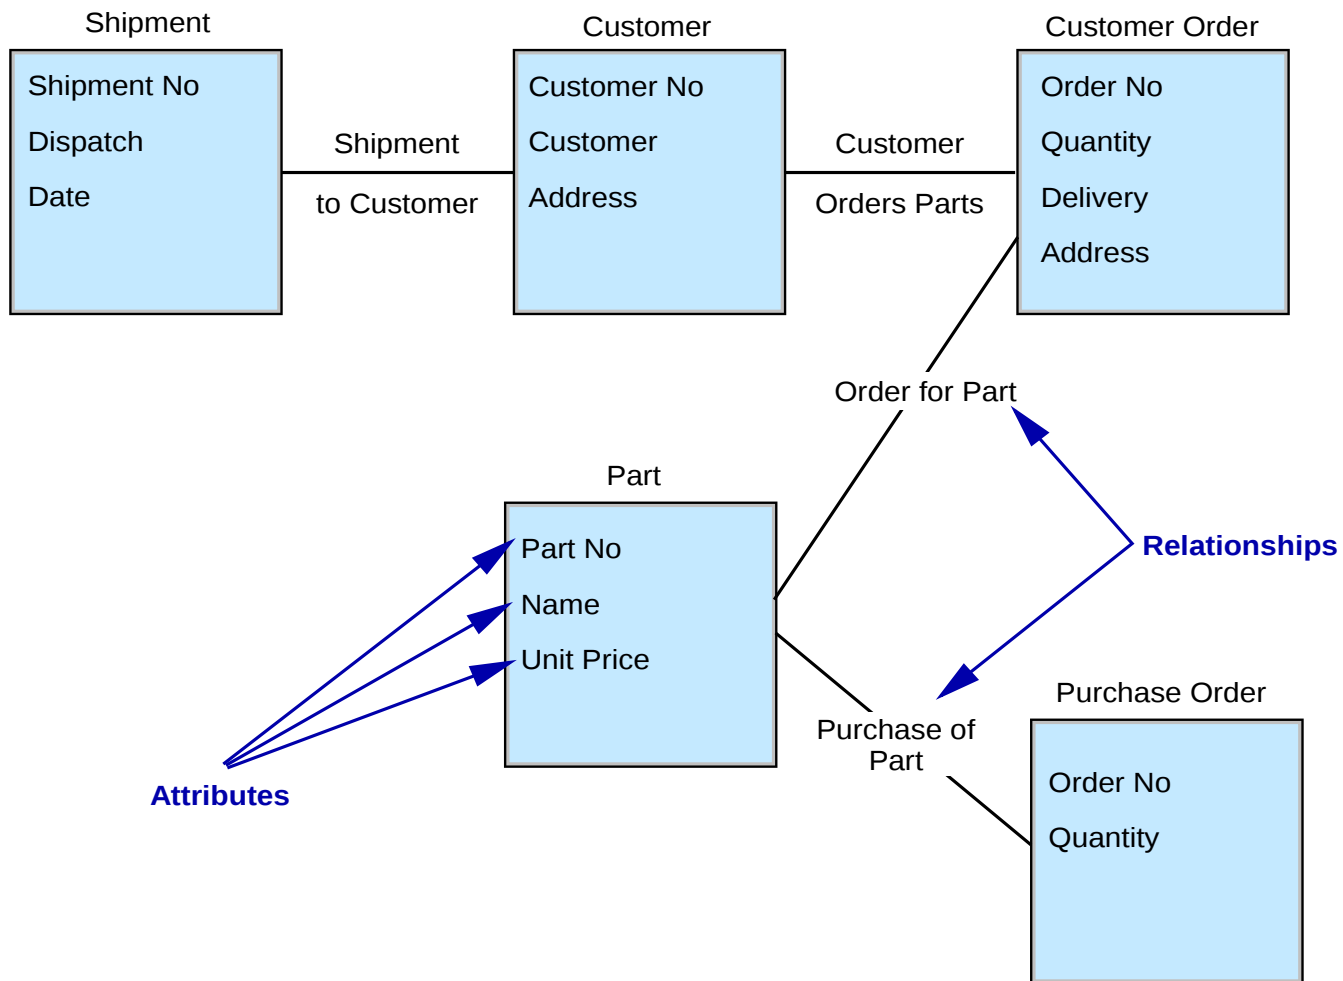 Shipment
Customer
Customer Order
Shipment No
Dispatch
Date
Shipment
to Customer
Customer No
Customer
Address
Customer
Orders Parts
Order No
Quantity
Delivery
Address
Order for Part
Part
Part No
Name
Unit Price
Relationships
Attributes
Purchase of
Part
Purchase Order
Order No
Quantity